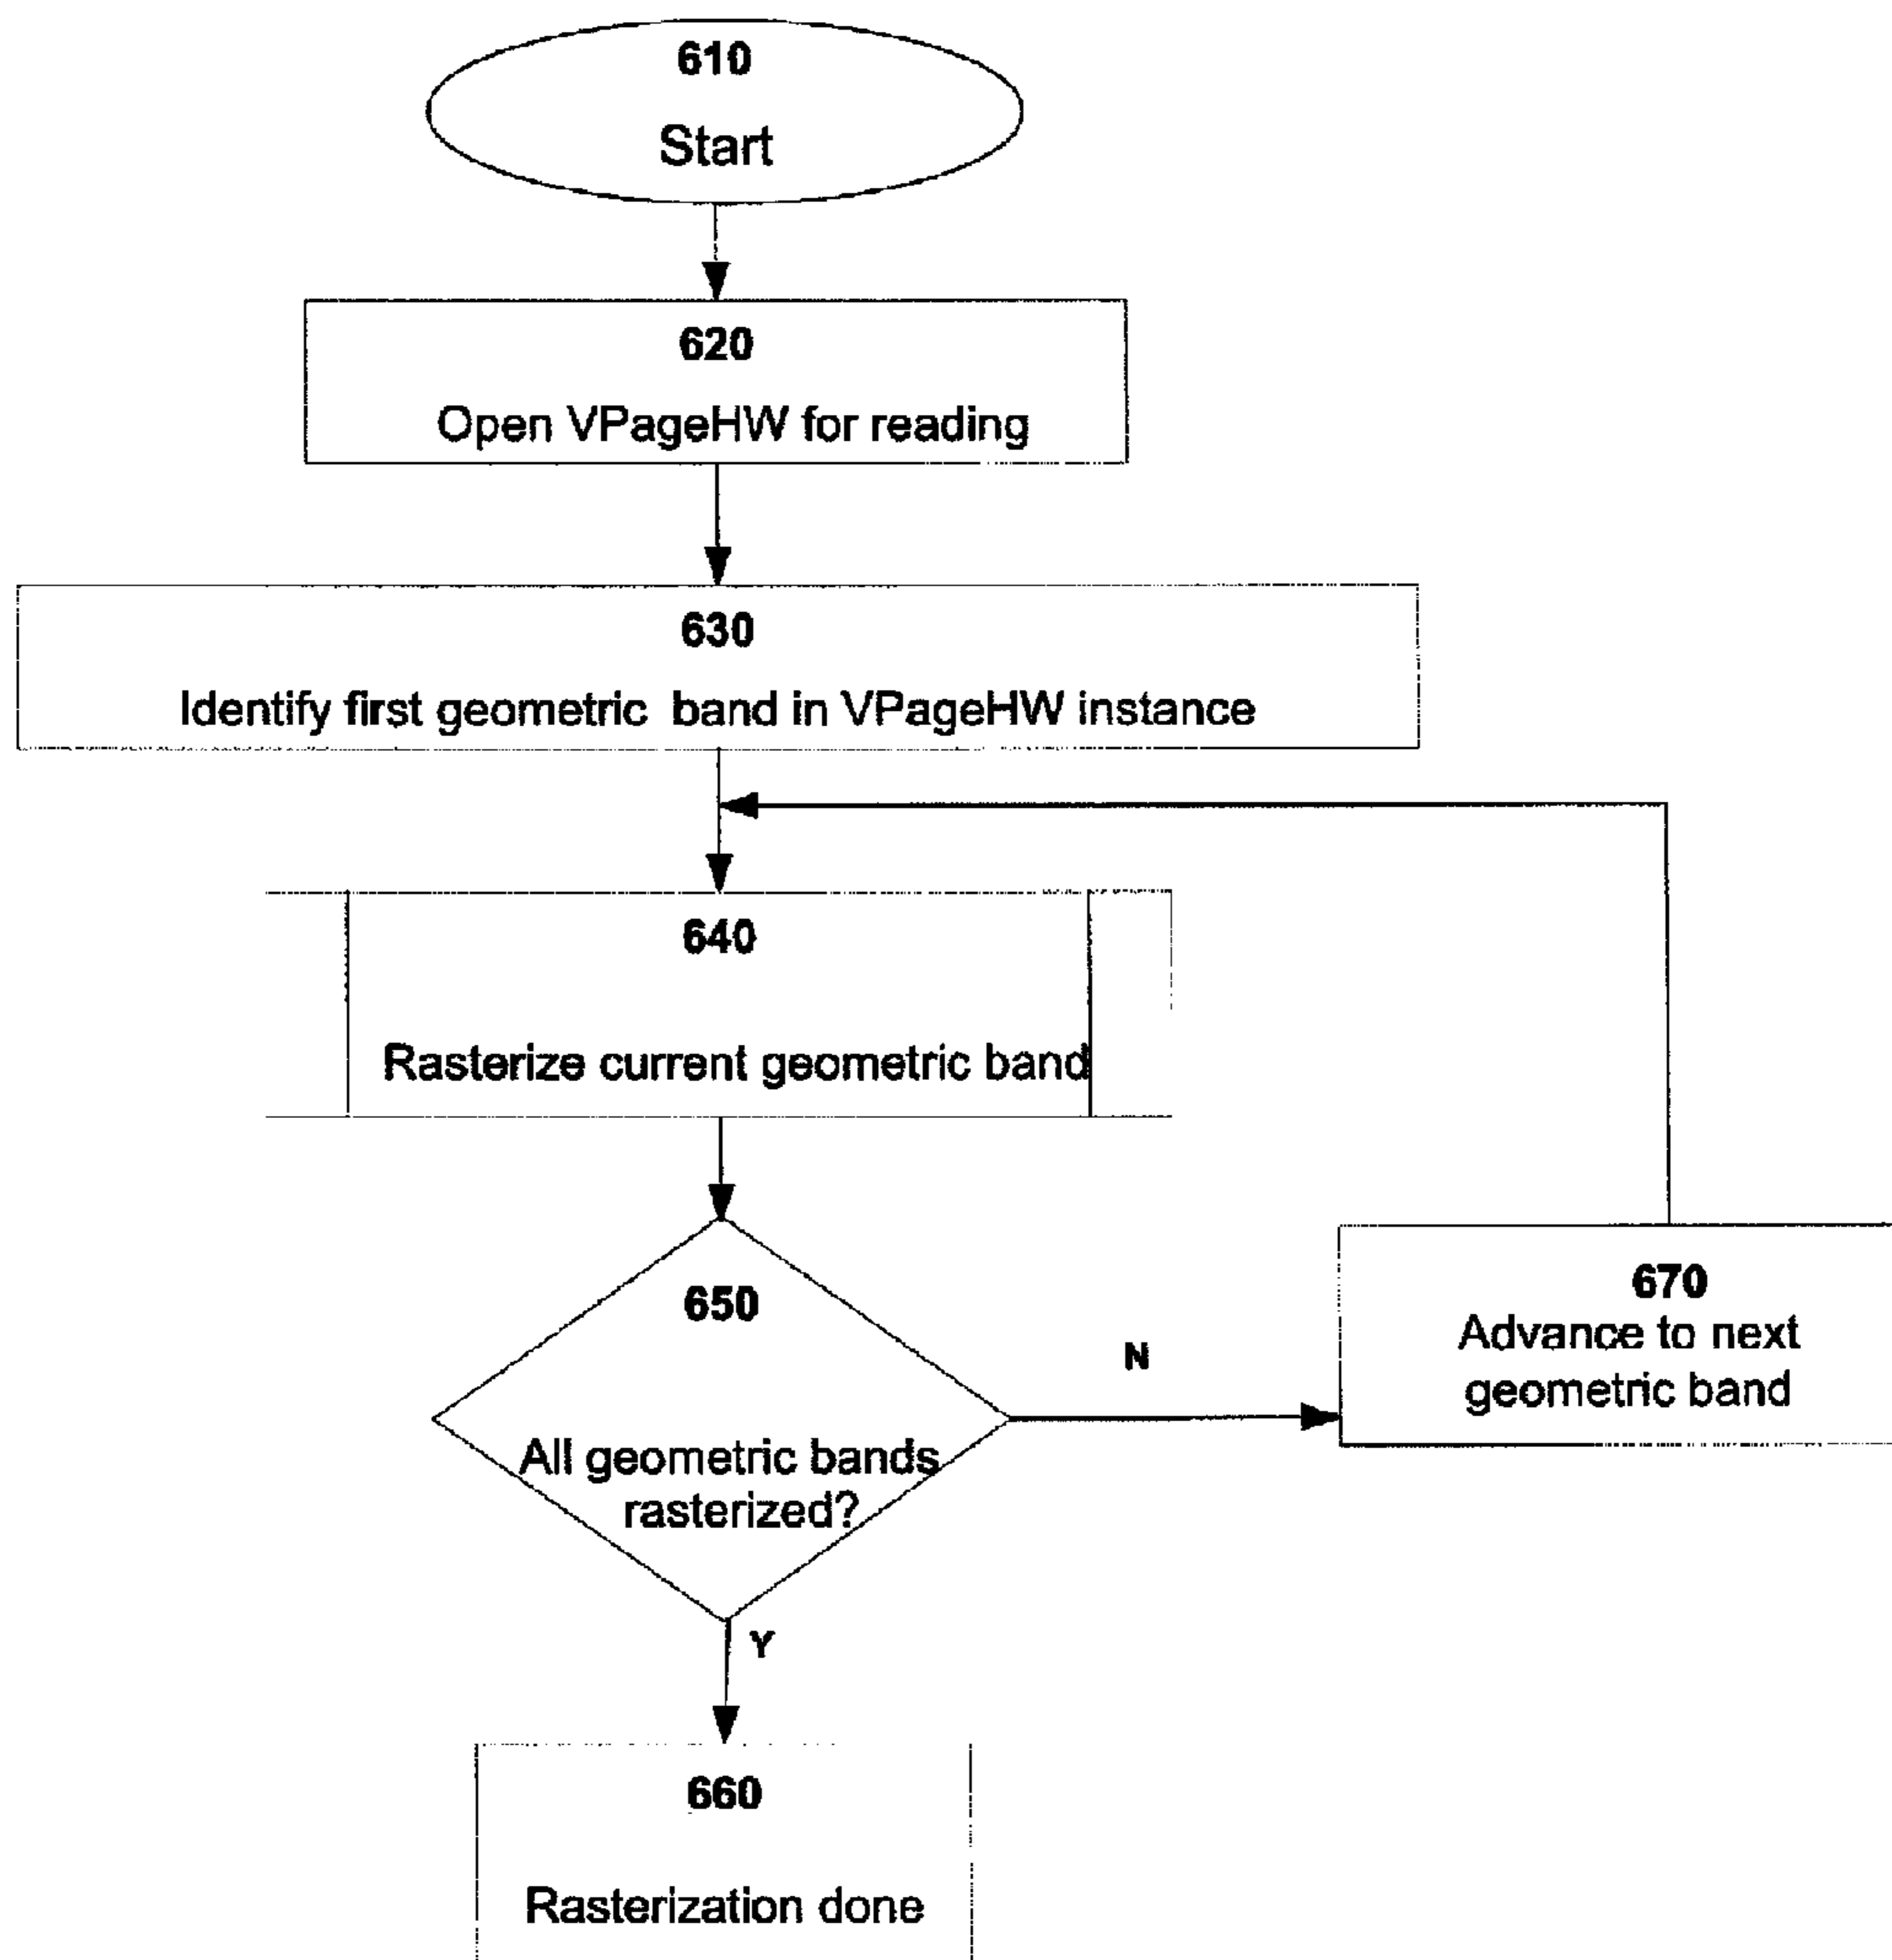 610
Start
620
Open VPageHW for reading
630
Identify first geometric band in VPageHW instance
640
Rasterize current geometric band
650
All geometric bands
rasterized?
N
670
Advance to next
geometric band
Y
660
Rasterization done